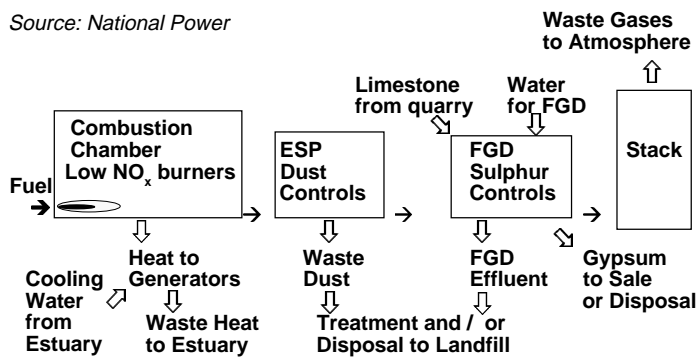 Source: National Power
Waste Gases
to Atmosphere
Limestone
from quarry
Water
for FGD
Combustion
Chamber
Low NOx burners
ESP
Dust
Controls
FGD
Sulphur
Controls
Stack
Fuel
Heat to
Generators
Cooling
Water
from
Estuary
Waste Heat
to Estuary
Waste
Dust
FGD
Effluent
Treatment and / or
Disposal to Landfill
Gypsum
to Sale
or Disposal